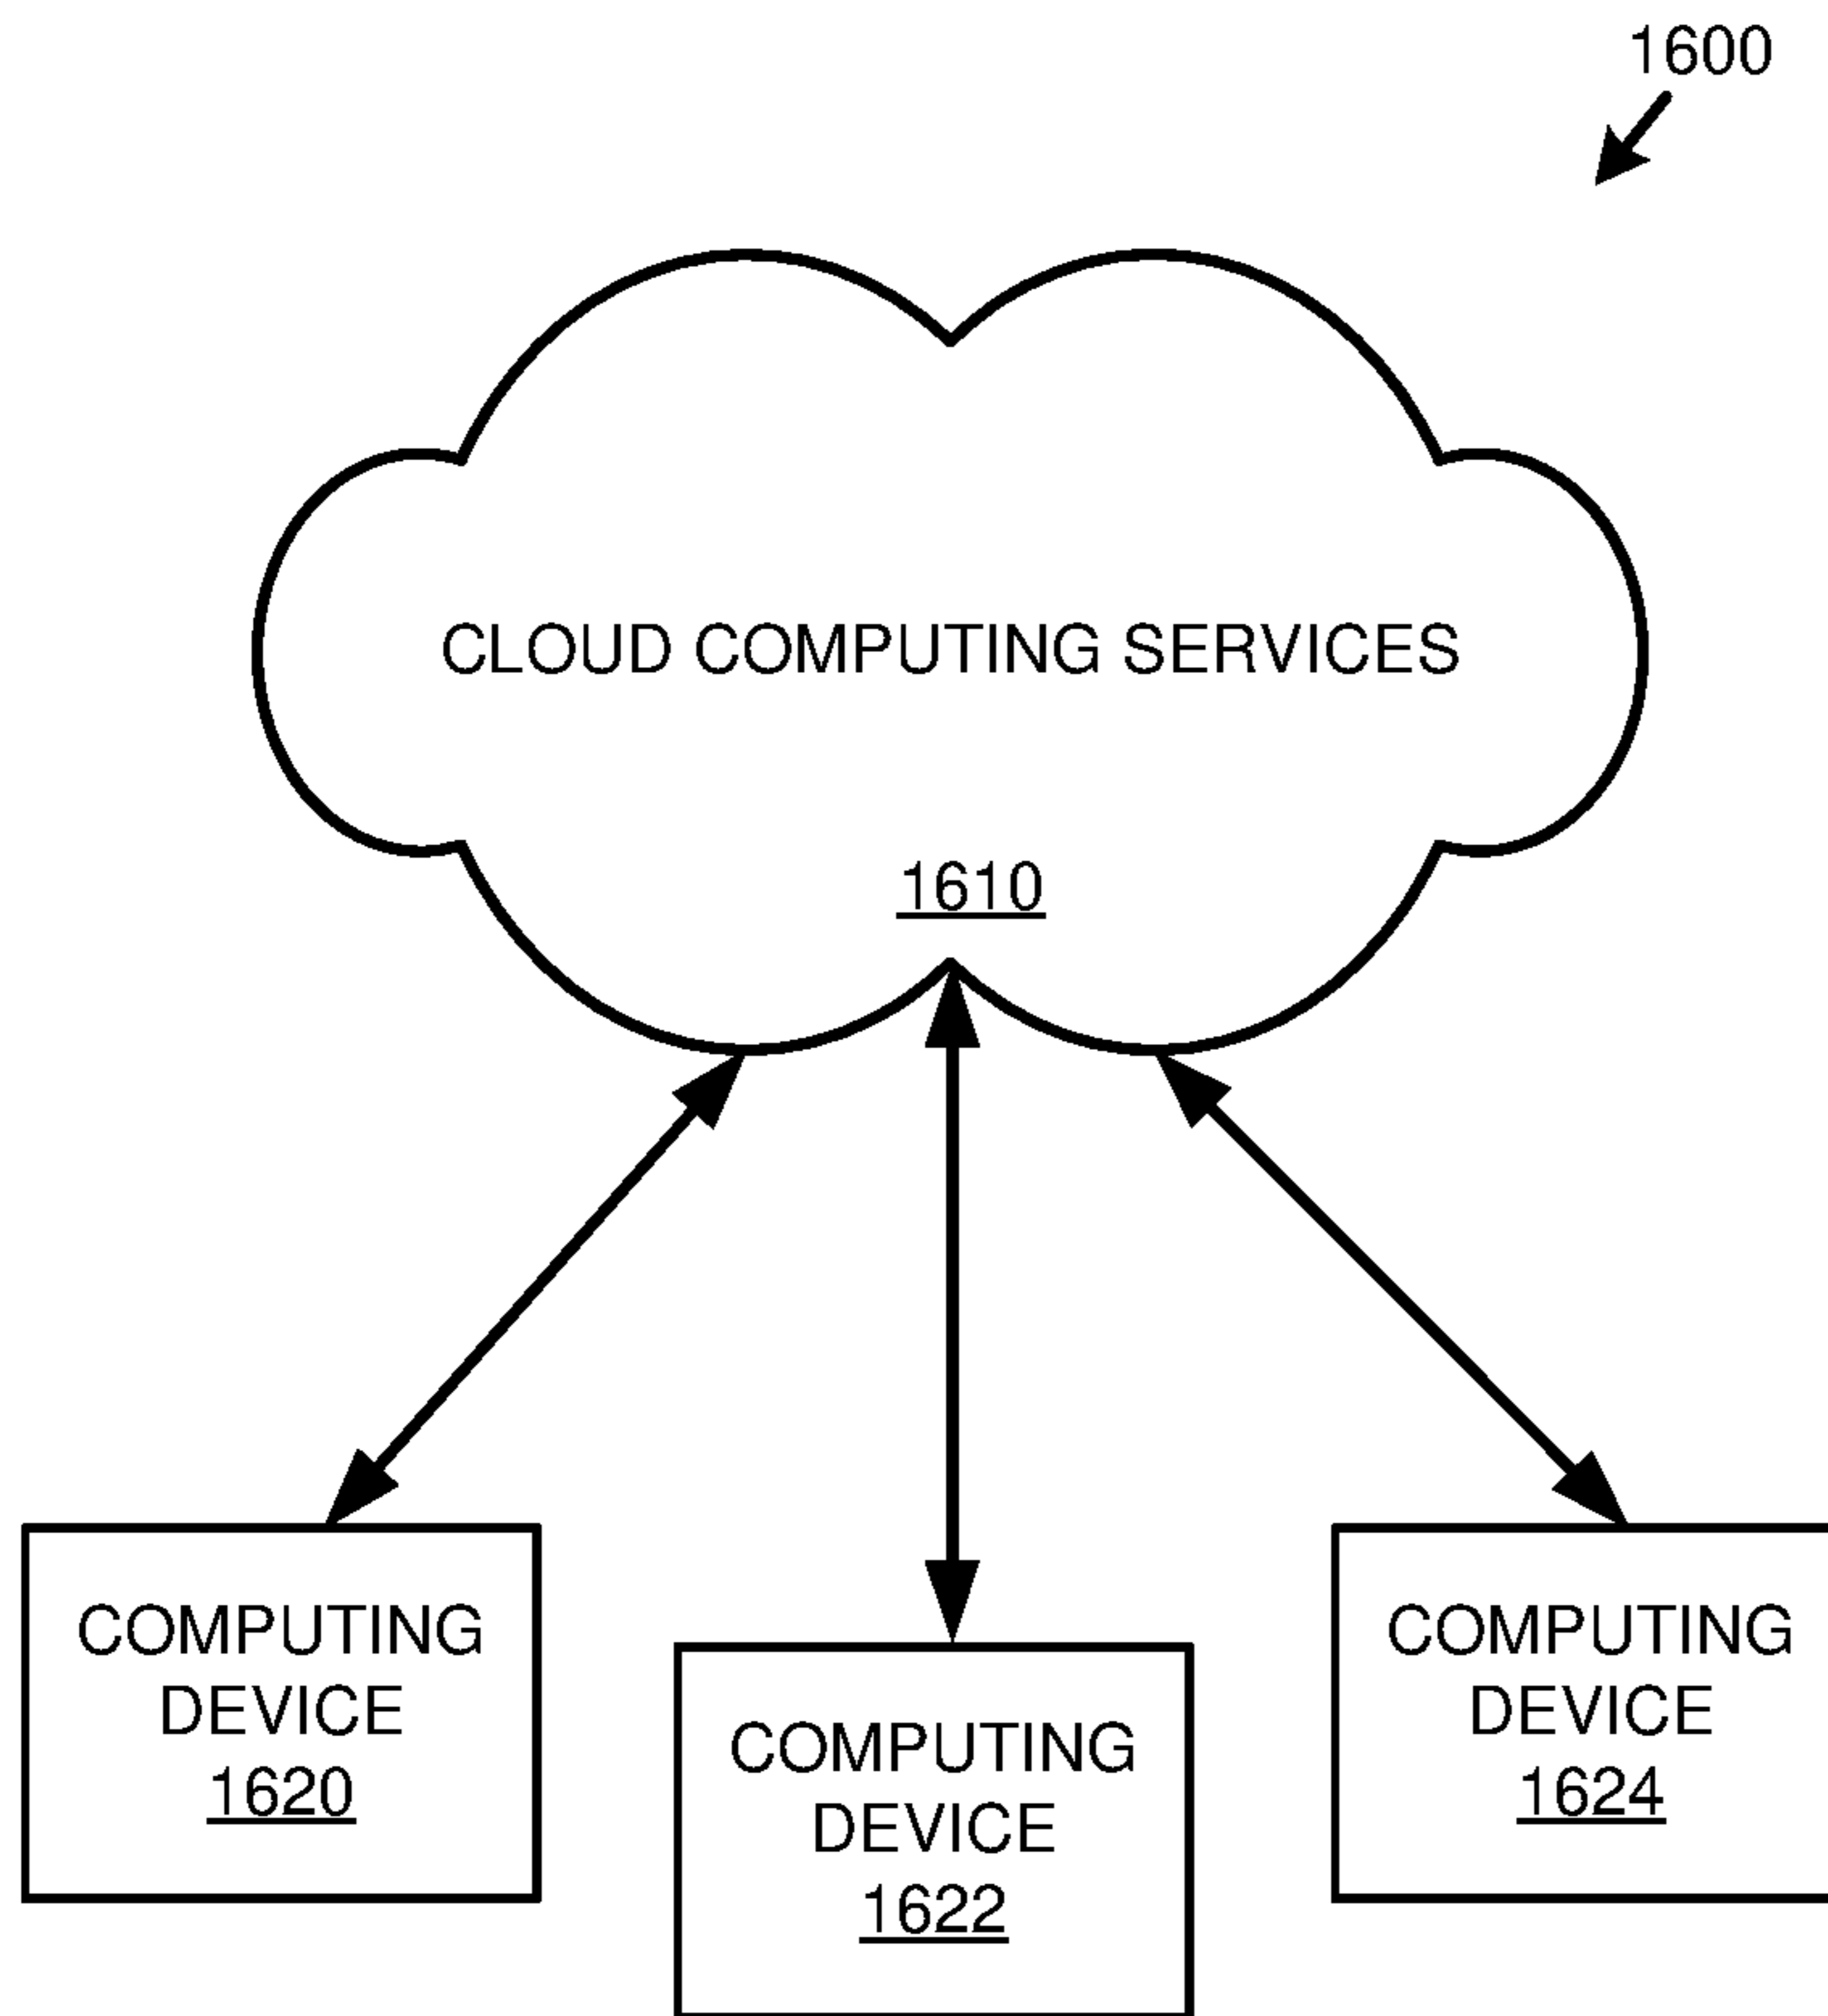 1600
CLOUD COMPUTING SERVICES
1610
COMPUTING
DEVICE
1620
COMPUTING
DEVICE
1622
COMPUTING
DEVICE
1624